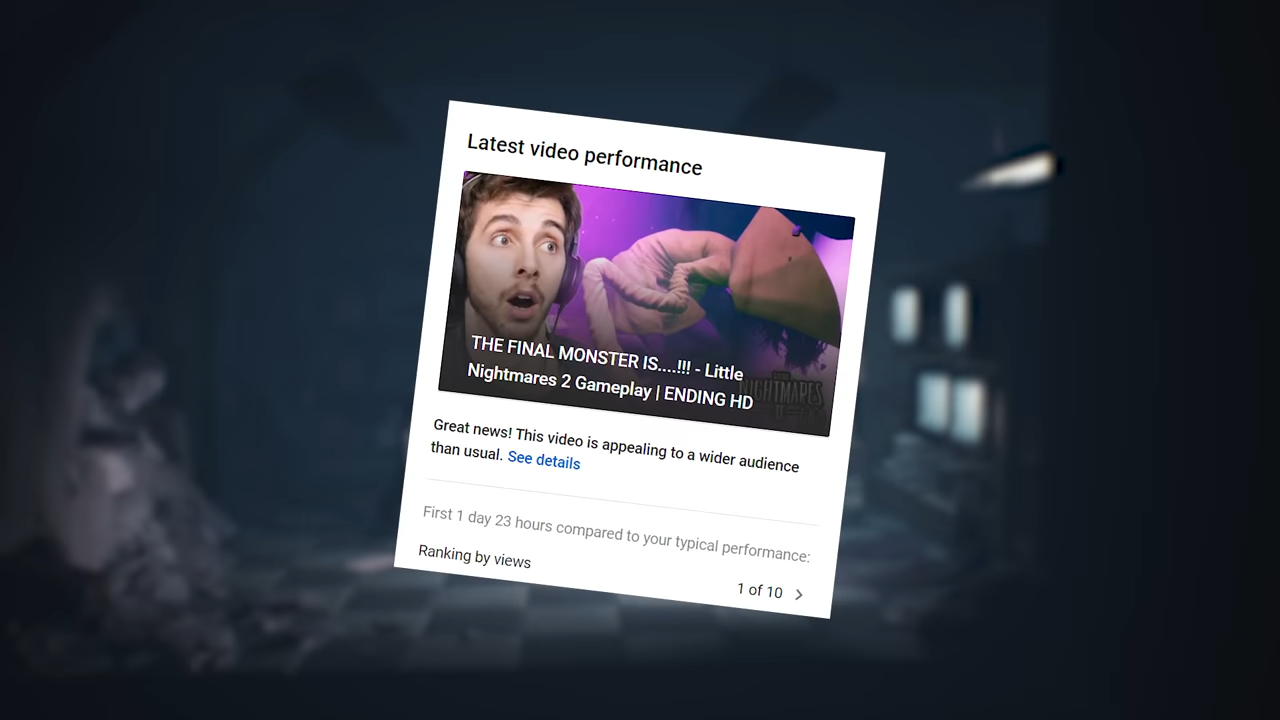 Latest video performance
THE FINAL MONSTER IS....!!! - Little
Nightmares 2 Gameplay | ENDING HD
NIGHTMARES
Great news! This video is appealing to a wider audience
than usual. See details
First 1 day 23 hours compared to your typical performance:
Ranking by views
1 of 10